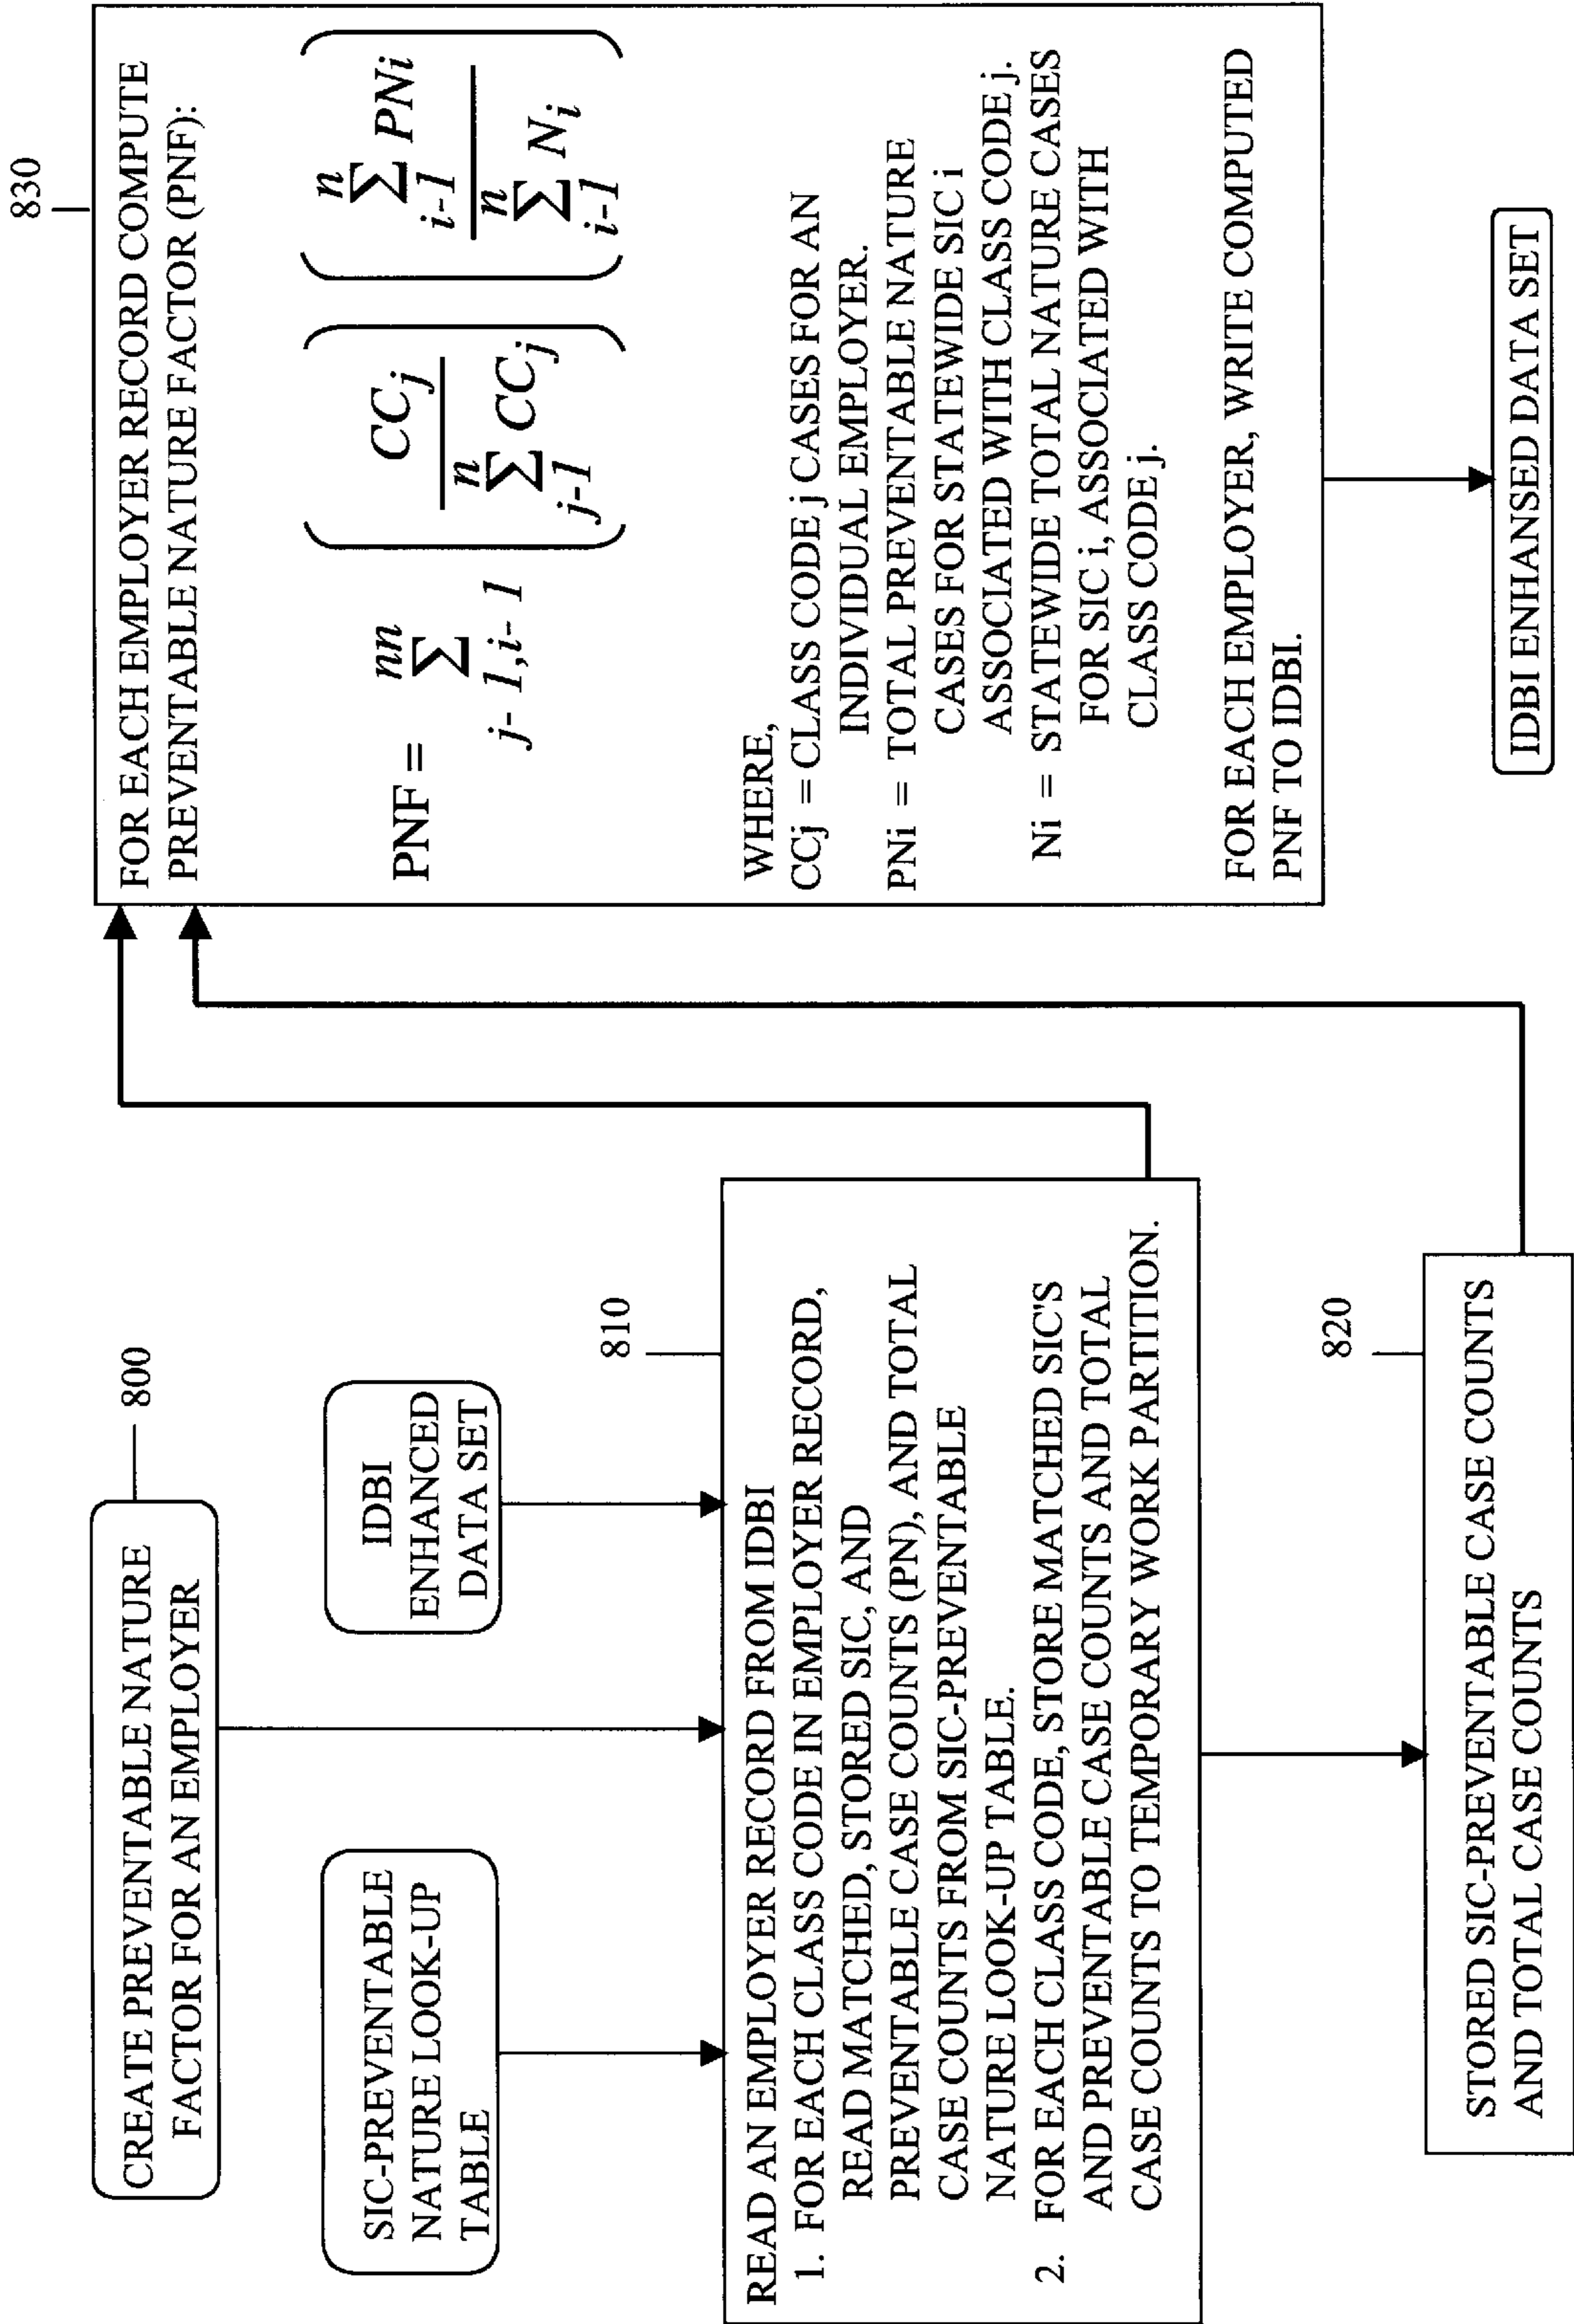 CREATE PREVENTABLE NATURE
FACTOR FOR AN EMPLOYER
800
SIC-PREVENTABLE
NATURE LOOK-UP
TABLE
IDBI
ENHANCED
DATA SET
810
READ AN EMPLOYER RECORD FROM IDBI
1. FOR EACH CLASS CODE IN EMPLOYER RECORD,
READ MATCHED, STORED SIC, AND
PREVENTABLE CASE COUNTS (PN), AND TOTAL
CASE COUNTS FROM SIC-PREVENTABLE
NATURE LOOK-UP TABLE.
2. FOR EACH CLASS CODE, STORE MATCHED SIC'S
AND PREVENTABLE CASE COUNTS AND TOTAL
CASE COUNTS TO TEMPORARY WORK PARTITION.
820
STORED SIC-PREVENTABLE CASE COUNTS
AND TOTAL CASE COUNTS
830
FOR EACH EMPLOYER RECORD COMPUTE
PREVENTABLE NATURE FACTOR (PNF):
PNF = nn Σ j-1,i-1 ( CCj / n Σ j-1 CCj ) ( n Σ i-1 PNi / n Σ i-1 Ni )
WHERE,
CCj = CLASS CODE j CASES FOR AN
INDIVIDUAL EMPLOYER.
PNi = TOTAL PREVENTABLE NATURE
CASES FOR STATEWIDE SIC i
ASSOCIATED WITH CLASS CODE j.
Ni = STATEWIDE TOTAL NATURE CASES
FOR SIC i, ASSOCIATED WITH
CLASS CODE j.
FOR EACH EMPLOYER, WRITE COMPUTED
PNF TO IDBI.
IDBI ENHANSED DATA SET